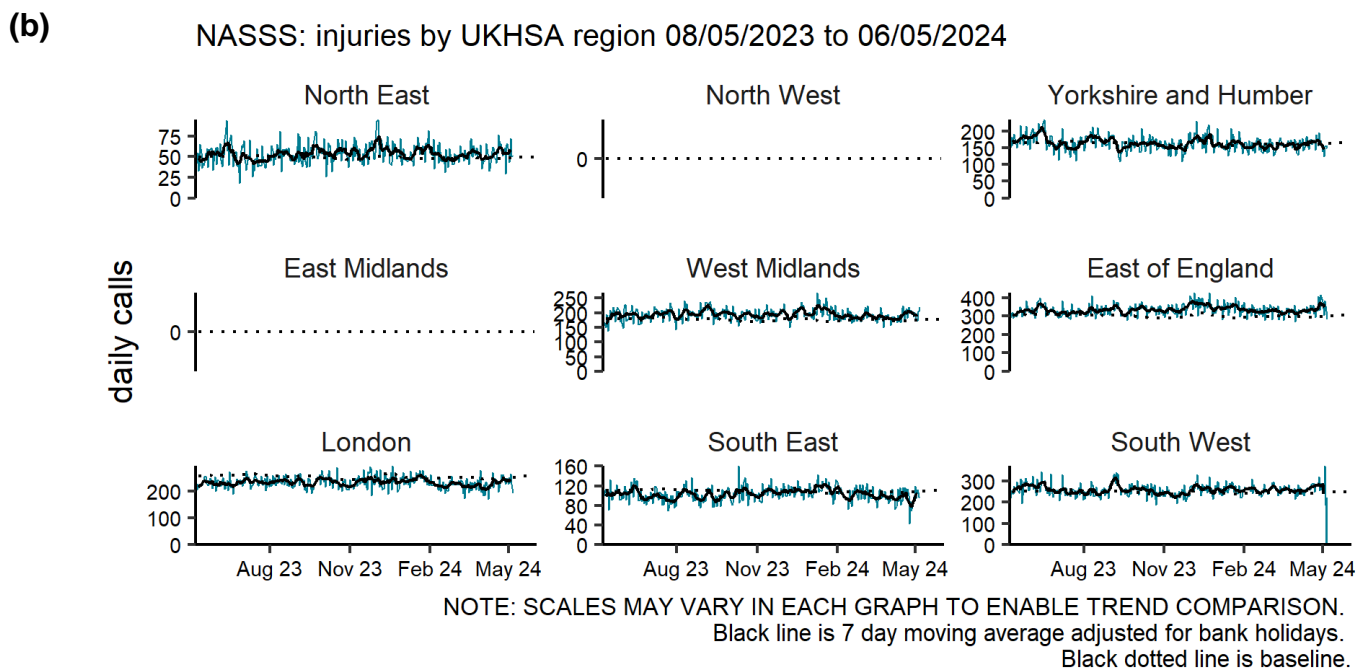 (b)
NASSS: injuries by UKHSA region 08/05/2023 to 06/05/2024
North East
75
50
25
0
North West
0
Yorkshire and Humber
200
150
100
50
0
daily calls
East Midlands
0
West Midlands
250
200
150
100
50
0
East of England
400
300
200
100
0
London
200
100
0
Aug 23 Nov 23 Feb 24 May 24
South East
160
120
80
40
0
Aug 23 Nov 23 Feb 24 May 24
South West
300
200
100
0
Aug 23 Nov 23 Feb 24 May 24
NOTE: SCALES MAY VARY IN EACH GRAPH TO ENABLE TREND COMPARISON.
Black line is 7 day moving average adjusted for bank holidays.
Black dotted line is baseline.